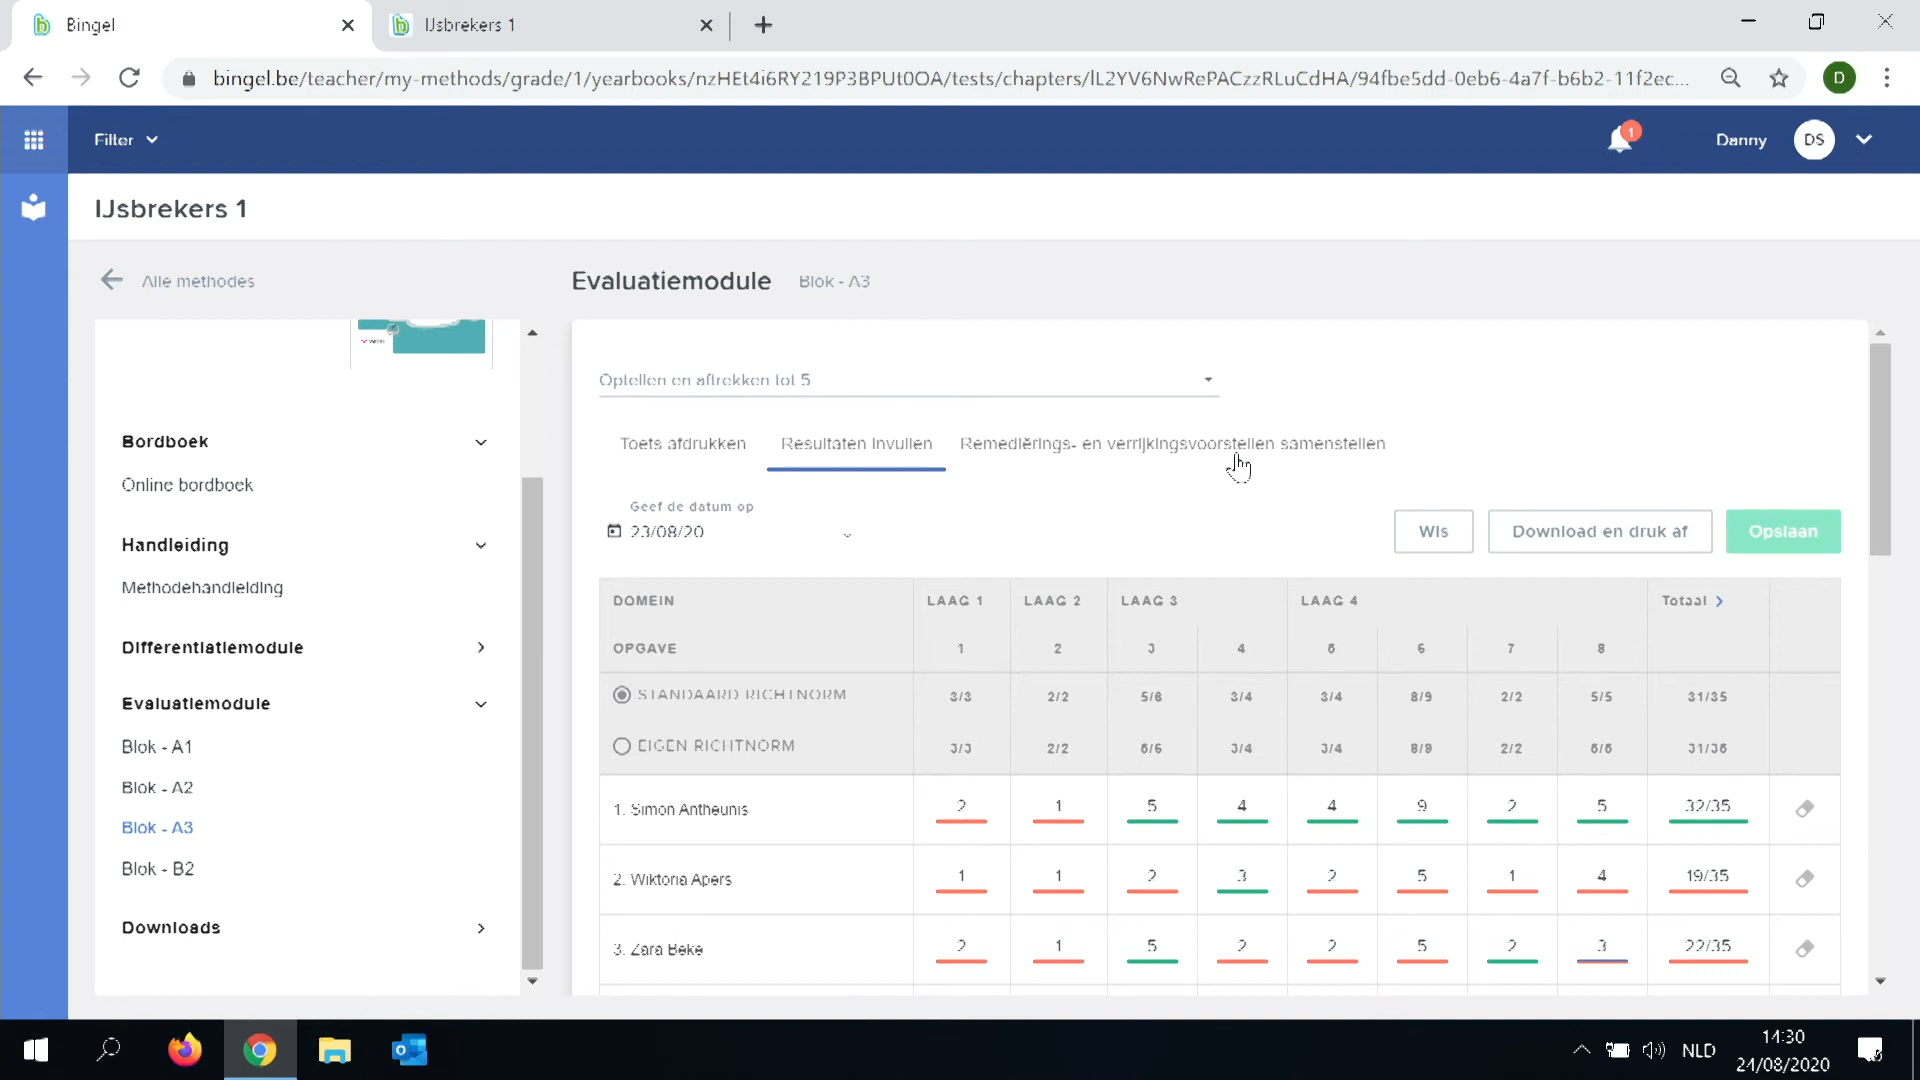 Bingel
IJsbrekers 1
bingel.be/teacher/my-methods/grade/1/yearbooks/nzHEt4i6RY219P3BPUt0OA/tests/chapters/lL2YV6NwRePACzzRLuCdHA/94fbe5dd-0eb6-4a7f-b6b2-11f2ec...
D
Filter
1
Danny
DS
IJsbrekers 1
Alle methodes
Evaluatiemodule Blok - A3
Optellen en aftrekken tot 5
Toets afdrukken Resultaten invullen Remediërings- en verrijkingsvoorstellen samenstellen
Bordboek
Online bordboek
Handleiding
Methodehandleiding
Differentiatiemodule
Evaluatiemodule
Blok - A1
Blok - A2
Blok - A3
Blok - B2
Downloads
Geef de datum op
23/08/20
Wis Download en druk af Opslaan
DOMEIN LAAG 1 LAAG 2 LAAG 3 LAAG 4 Totaal
OPGAVE 1 2 3 4 5 6 7 8
STANDAARD RICHTNORM 3/3 2/2 5/6 3/4 3/4 8/9 2/2 5/5 31/35
EIGEN RICHTNORM 3/3 2/2 6/6 3/4 3/4 8/9 2/2 6/6 31/36
1. Simon Antheunis 2 1 5 4 4 9 2 5 32/35
2. Wiktoria Apers 1 1 2 3 2 5 1 4 19/35
3. Zara Beke 2 1 5 2 2 5 2 3 22/35
NLD
14:30
24/08/2020